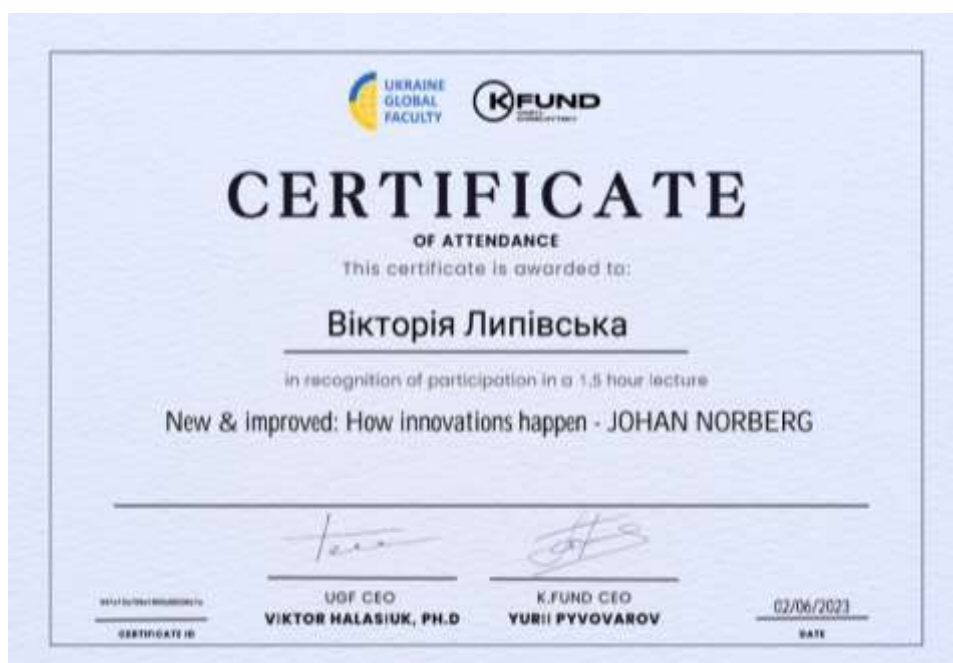 UKRAINE
GLOBAL
FACULTY
K FUND
CERTIFICATE
OF ATTENDANCE
This certificate is awarded to:
Вікторія Липівська
in recognition of participation in a 1.5 hour lecture
New & improved: How innovations happen - JOHAN NORBERG
UGF CEO
VIKTOR HALASIUK, PH.D
K.FUND CEO
YURII PYVOVAROV
02/06/2023
CERTIFICATE ID
DATE